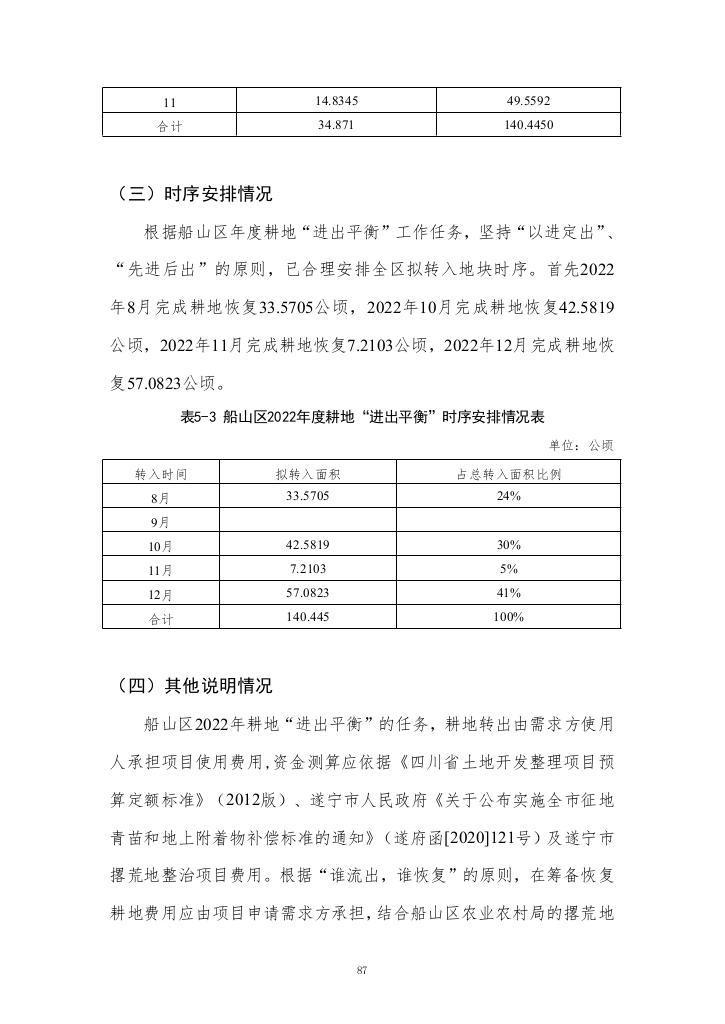 11 14.8345 49.5592
合计 34.871 140.4450
（三）时序安排情况
根据船山区年度耕地“进出平衡”工作任务，坚持“以进定出”、
“先进后出”的原则，已合理安排全区拟转入地块时序。首先2022
年8月完成耕地恢复33.5705公顷，2022年10月完成耕地恢复42.5819
公顷，2022年11月完成耕地恢复7.2103公顷，2022年12月完成耕地恢
复57.0823公顷。
表5-3 船山区2022年度耕地“进出平衡”时序安排情况表
单位：公顷
转入时间 拟转入面积 占总转入面积比例
8月 33.5705 24%
9月
10月 42.5819 30%
11月 7.2103 5%
12月 57.0823 41%
合计 140.445 100%
（四）其他说明情况
船山区2022年耕地“进出平衡”的任务，耕地转出由需求方使用
人承担项目使用费用,资金测算应依据《四川省土地开发整理项目预
算定额标准》（2012版）、遂宁市人民政府《关于公布实施全市征地
青苗和地上附着物补偿标准的通知》（遂府函[2020]121号）及遂宁市
撂荒地整治项目费用。根据“谁流出，谁恢复”的原则，在筹备恢复
耕地费用应由项目申请需求方承担，结合船山区农业农村局的撂荒地
87